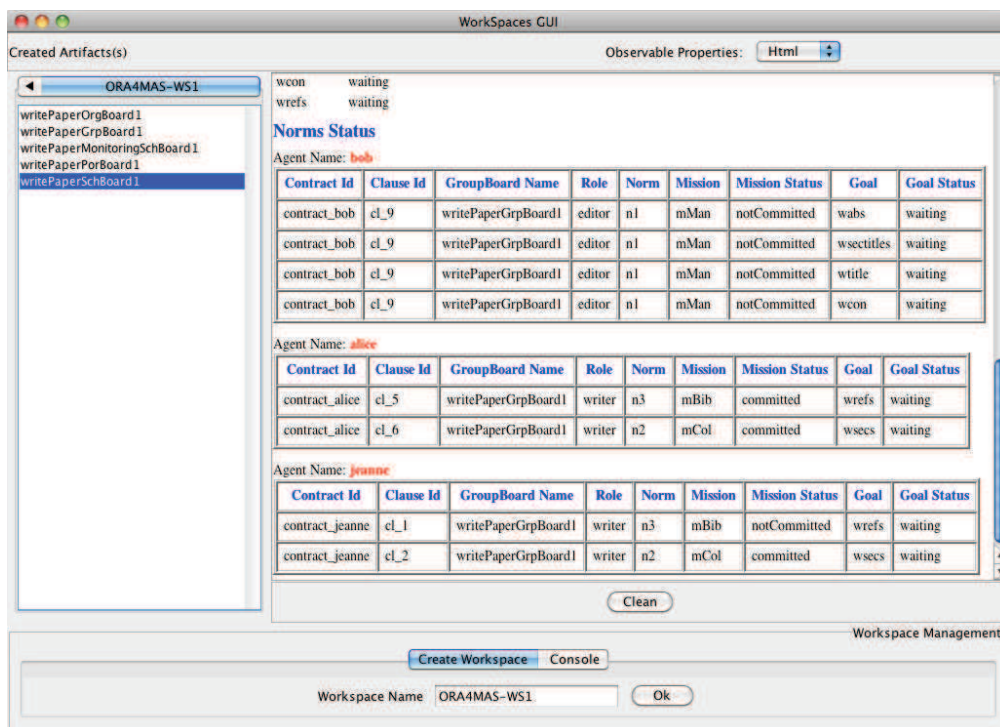 WorkSpaces GUI
Created Artifacts(s)
Observable Properties: Html
ORA4MAS-WS1
writePaperOrgBoard1
writePaperGrpBoard1
writePaperMonitoringSchBoard1
writePaperPorBoard1
writePaperSchBoard1
wcon waiting
wrefs waiting
Norms Status
Agent Name: bob
Contract Id Clause Id GroupBoard Name Role Norm Mission Mission Status Goal Goal Status
contract_bob cl_9 writePaperGrpBoard1 editor n1 mMan notCommitted wabs waiting
contract_bob cl_9 writePaperGrpBoard1 editor n1 mMan notCommitted wsectitles waiting
contract_bob cl_9 writePaperGrpBoard1 editor n1 mMan notCommitted wtitle waiting
contract_bob cl_9 writePaperGrpBoard1 editor n1 mMan notCommitted wcon waiting
Agent Name: alice
Contract Id Clause Id GroupBoard Name Role Norm Mission Mission Status Goal Goal Status
contract_alice cl_5 writePaperGrpBoard1 writer n3 mBib committed wrefs waiting
contract_alice cl_6 writePaperGrpBoard1 writer n2 mCol committed wsecs waiting
Agent Name: jeanne
Contract Id Clause Id GroupBoard Name Role Norm Mission Mission Status Goal Goal Status
contract_jeanne cl_1 writePaperGrpBoard1 writer n3 mBib notCommitted wrefs waiting
contract_jeanne cl_2 writePaperGrpBoard1 writer n2 mCol committed wsecs waiting
Clean
Workspace Management
Create Workspace Console
Workspace Name ORA4MAS-WS1 Ok